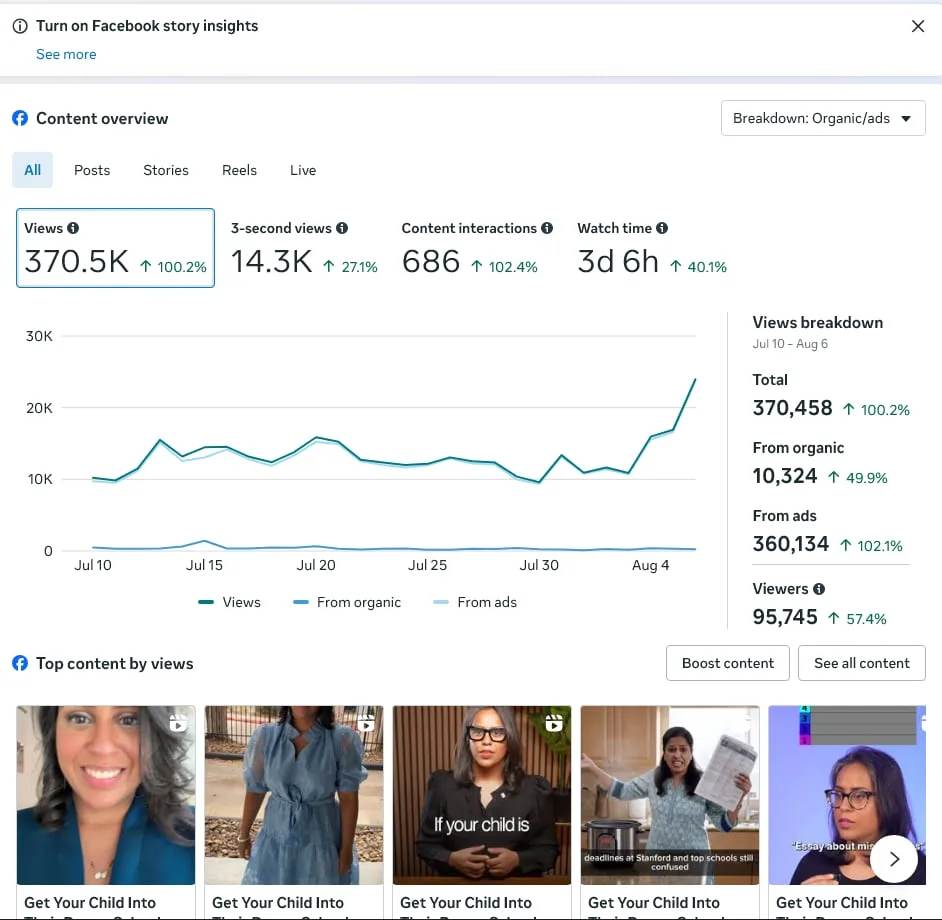 Turn on Facebook story insights
See more
Content overview
Breakdown: Organic/ads
All Posts Stories Reels Live
Views 3-second views Content interactions Watch time
370.5K ↑ 100.2% 14.3K ↑ 27.1% 686 ↑ 102.4% 3d 6h ↑ 40.1%
30K
20K
10K
0
Jul 10 Jul 15 Jul 20 Jul 25 Jul 30 Aug 4
Views From organic From ads
Views breakdown
Jul 10 – Aug 6
Total
370,458 ↑ 100.2%
From organic
10,324 ↑ 49.9%
From ads
360,134 ↑ 102.1%
Viewers
95,745 ↑ 57.4%
Top content by views
Boost content See all content
If your child is
deadlines at Stanford and top schools still
confused
4
3
2
1
"Essay about
Get Your Child Into Get Your Child Into Get Your Child Into Get Your Child Into Get Your Child Into